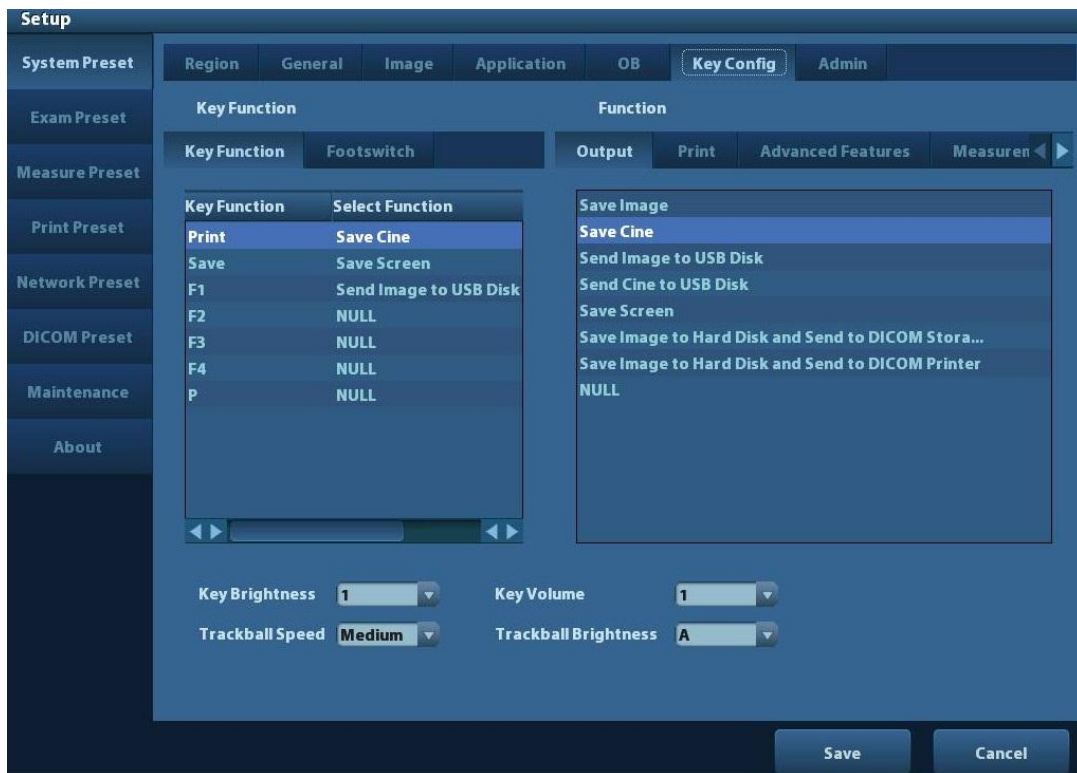 Setup
System Preset
Exam Preset
Measure Preset
Print Preset
Network Preset
DICOM Preset
Maintenance
About
Region General Image Application OB Key Config Admin
Key Function
Key Function Footswitch
Key Function Select Function
Print Save Cine
Save Save Screen
F1 Send Image to USB Disk
F2 NULL
F3 NULL
F4 NULL
P NULL
Function
Output Print Advanced Features Measuren
Save Image
Save Cine
Send Image to USB Disk
Send Cine to USB Disk
Save Screen
Save Image to Hard Disk and Send to DICOM Stora...
Save Image to Hard Disk and Send to DICOM Printer
NULL
Key Brightness 1 Key Volume 1
Trackball Speed Medium Trackball Brightness A
Save Cancel